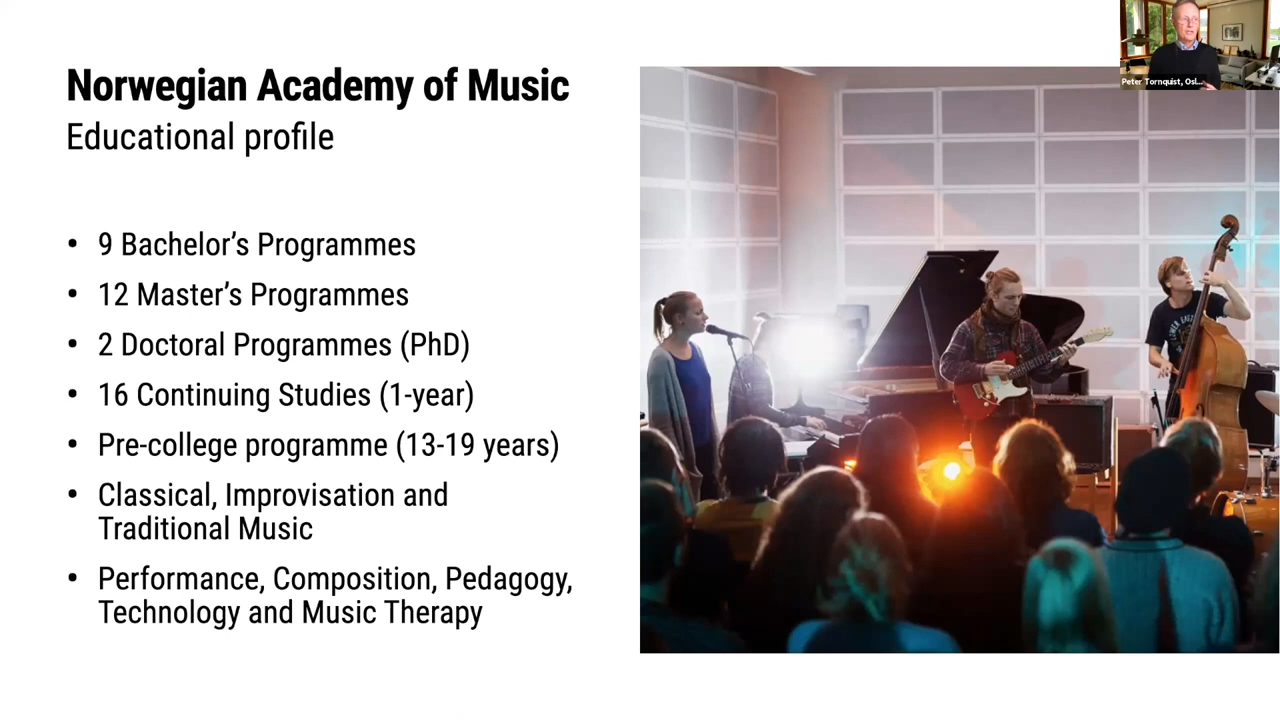 Norwegian Academy of Music
Educational profile
• 9 Bachelor’s Programmes
• 12 Master’s Programmes
• 2 Doctoral Programmes (PhD)
• 16 Continuing Studies (1-year)
• Pre-college programme (13-19 years)
• Classical, Improvisation and
Traditional Music
• Performance, Composition, Pedagogy,
Technology and Music Therapy
Peter Tornquist, Osl...